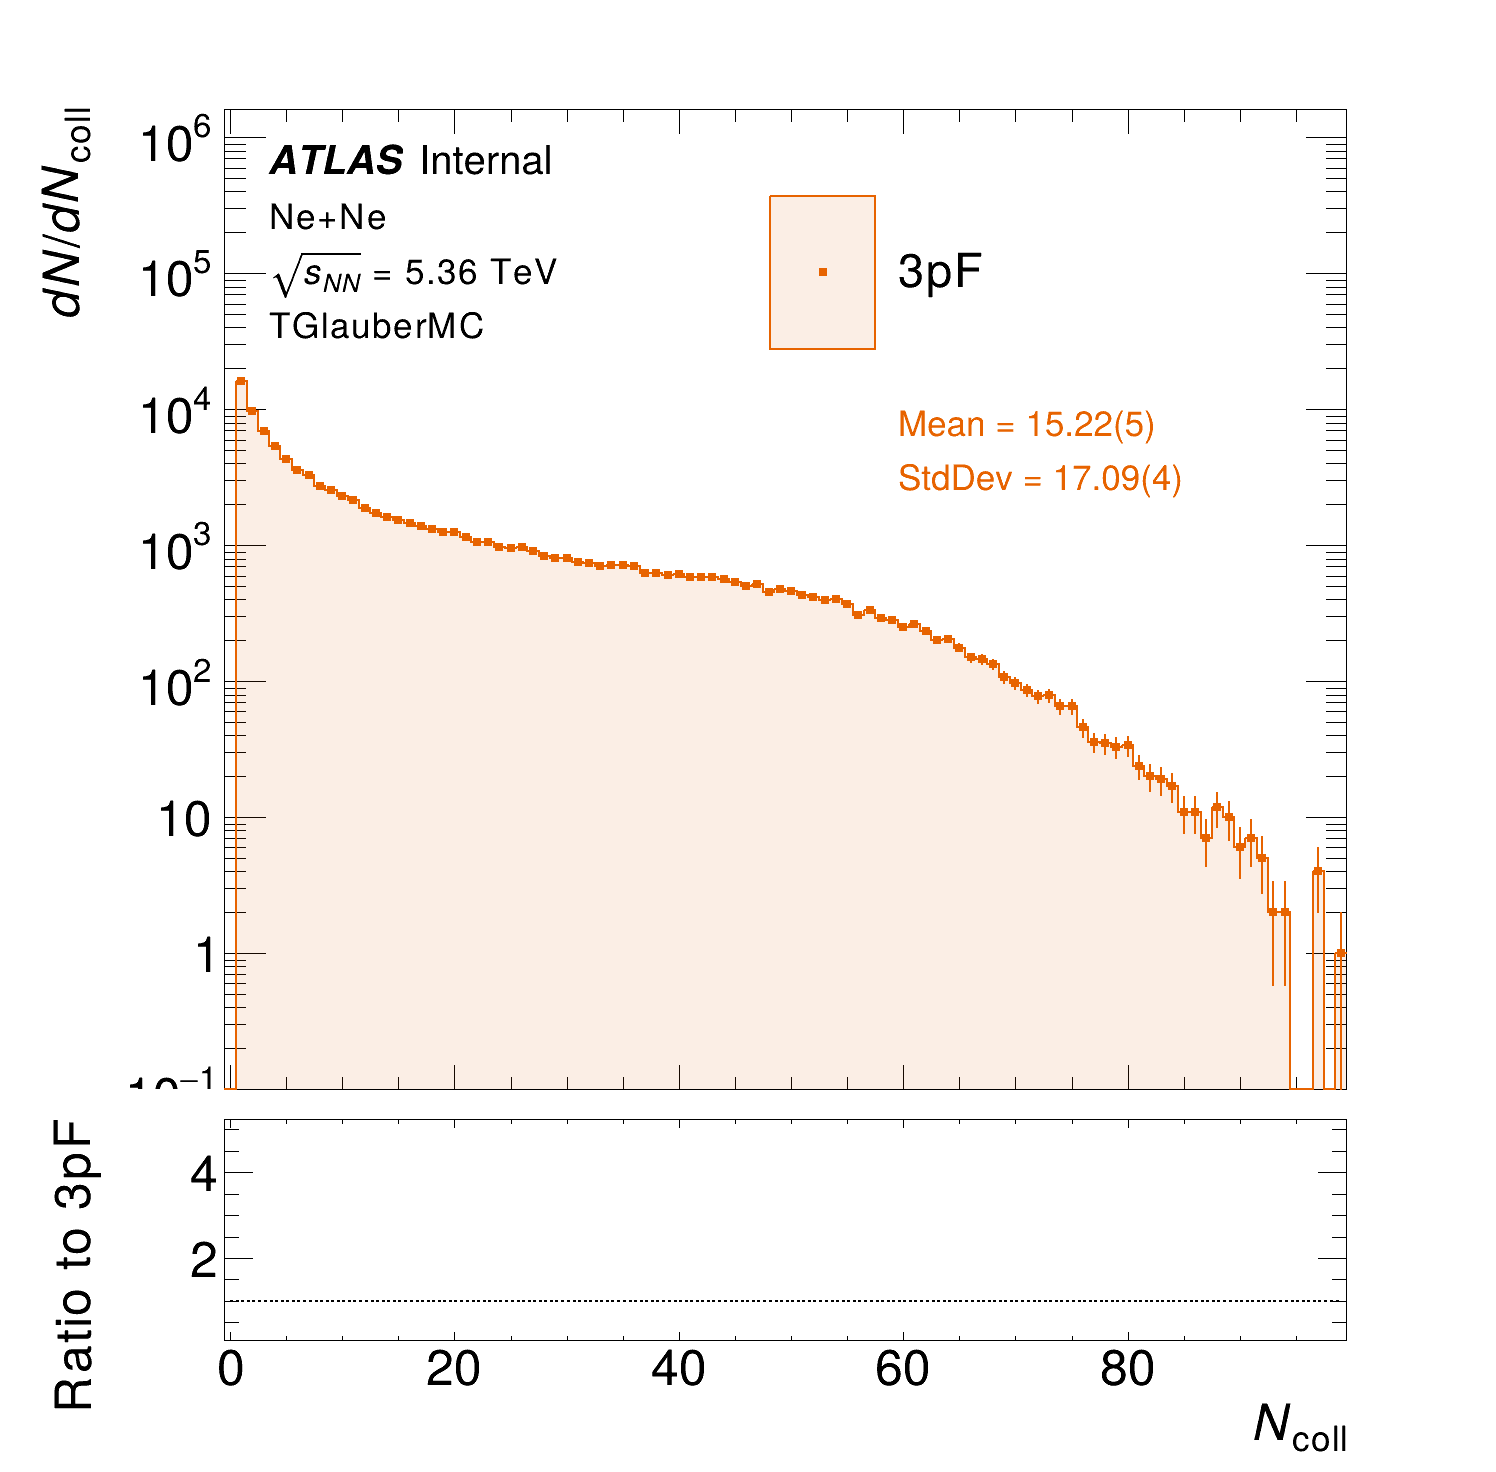 dN/dN_coll
10^6
10^5
10^4
10^3
10^2
10
1
10^−1
ATLAS Internal
Ne+Ne
√s_NN = 5.36 TeV
TGlauberMC
3pF
Mean = 15.22(5)
StdDev = 17.09(4)
Ratio to 3pF
4
2
0 20 40 60 80
N_coll